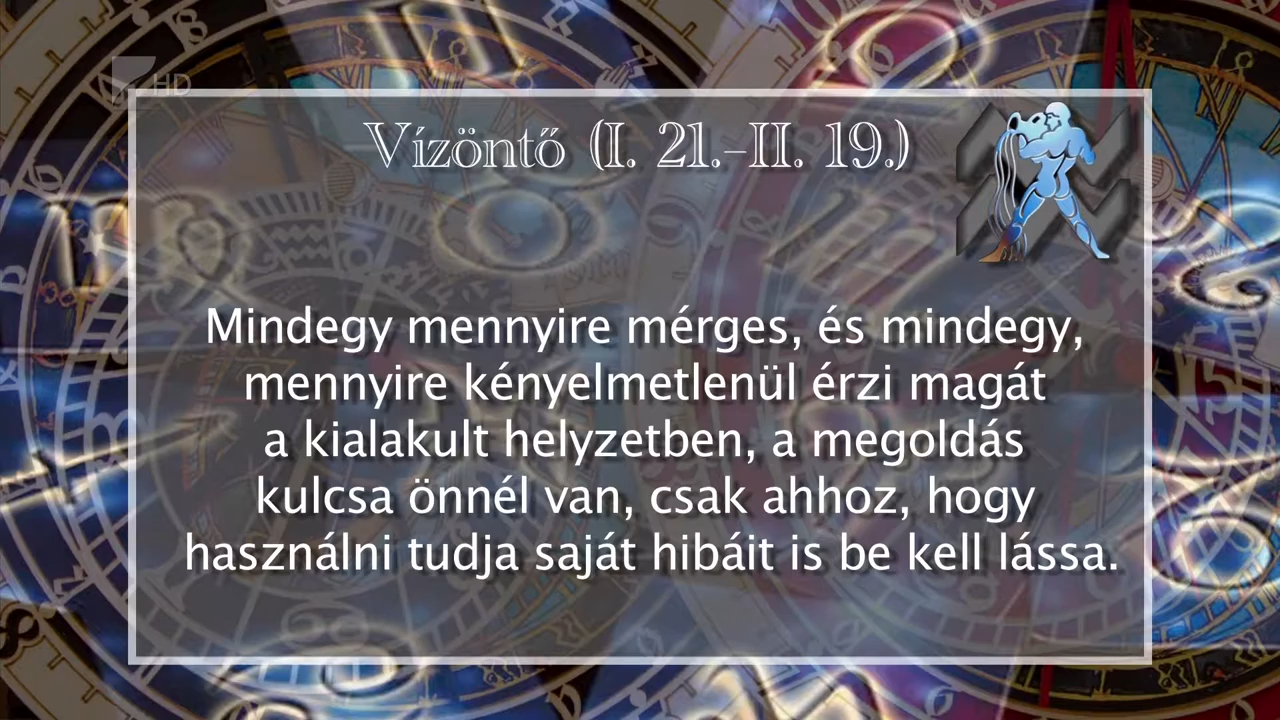 HD
Vízöntő (I. 21.-II. 19.)
Mindegy mennyire mérges, és mindegy,
mennyire kényelmetlenül érzi magát
a kialakult helyzetben, a megoldás
kulcsa önnél van, csak ahhoz, hogy
használni tudja saját hibáit is be kell lássa.